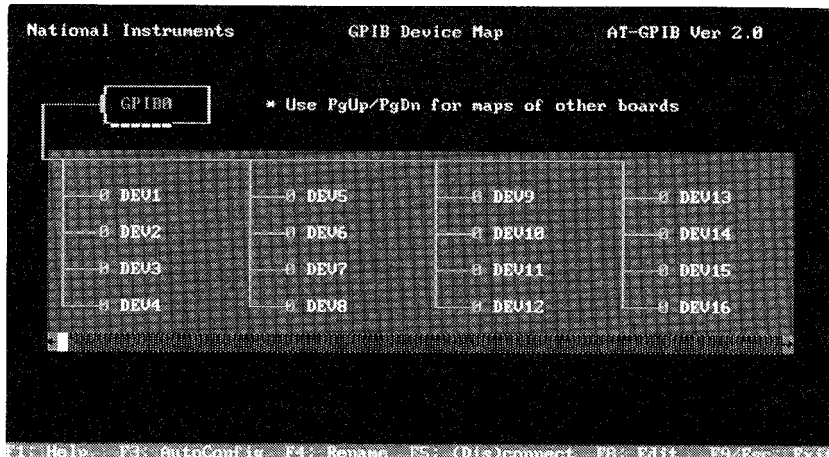 National Instruments GPIB Device Map AT-GPIB Ver 2.0
GPIB0 * Use PgUp/PgDn for maps of other boards
0 DEV1 0 DEV5 0 DEV9 0 DEV13
0 DEV2 0 DEV6 0 DEV10 0 DEV14
0 DEV3 0 DEV7 0 DEV11 0 DEV15
0 DEV4 0 DEV8 0 DEV12 0 DEV16
F1: Help F3: AutoConfig F4: Rename F5: (Dis)connect F8: Edit F9/Esc: Exit